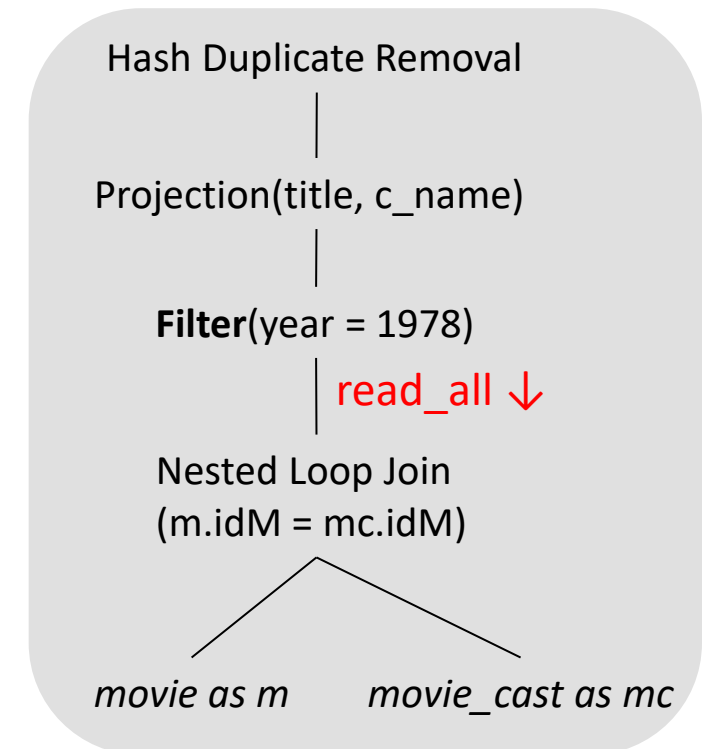 Hash Duplicate Removal
Projection(title, c_name)
Filter(year = 1978)
read_all ↓
Nested Loop Join
(m.idM = mc.idM)
movie as m movie_cast as mc